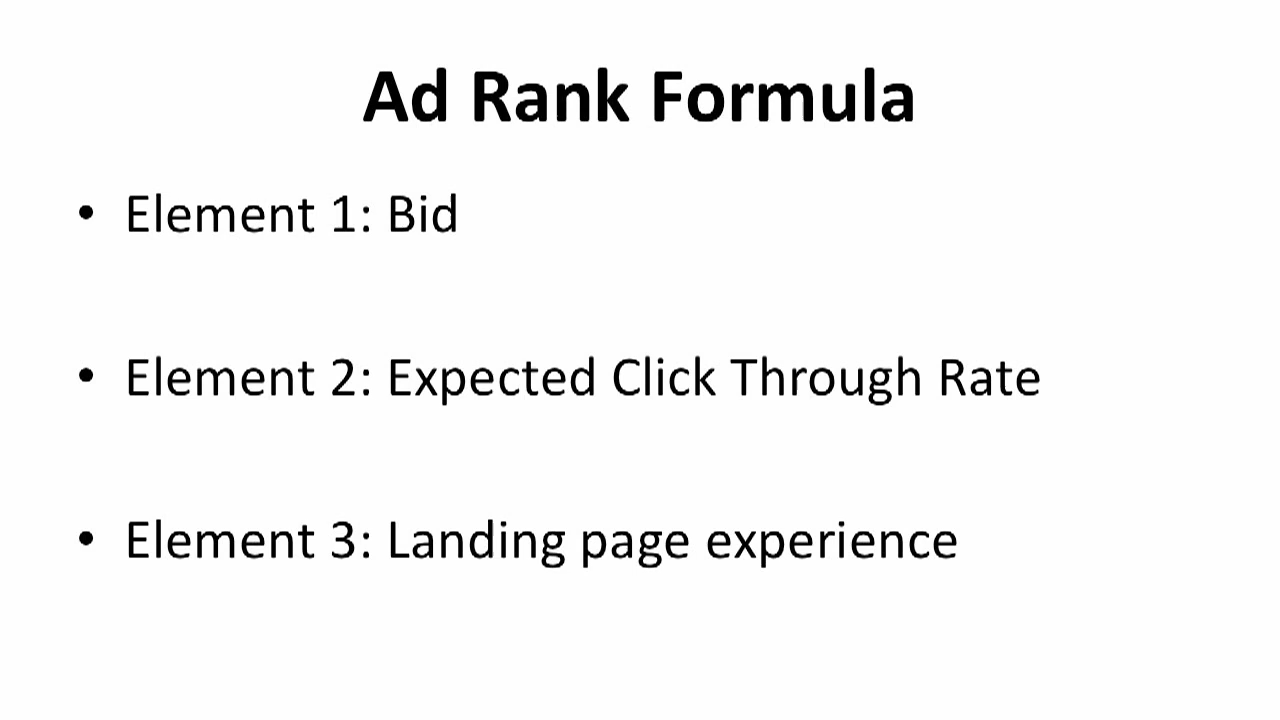 Ad Rank Formula
• Element 1: Bid
• Element 2: Expected Click Through Rate
• Element 3: Landing page experience